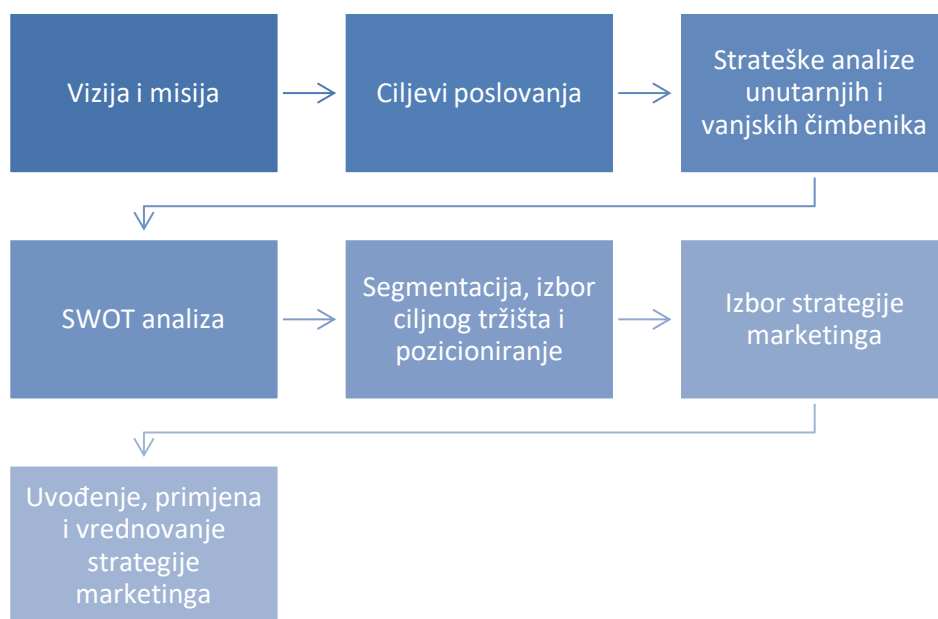 Vizija i misija
Ciljevi poslovanja
Strateške analize
unutarnjih i
vanjskih čimbenika
SWOT analiza
Segmentacija, izbor
ciljnog tržišta i
pozicioniranje
Izbor strategije
marketinga
Uvođenje, primjena
i vrednovanje
strategije
marketinga